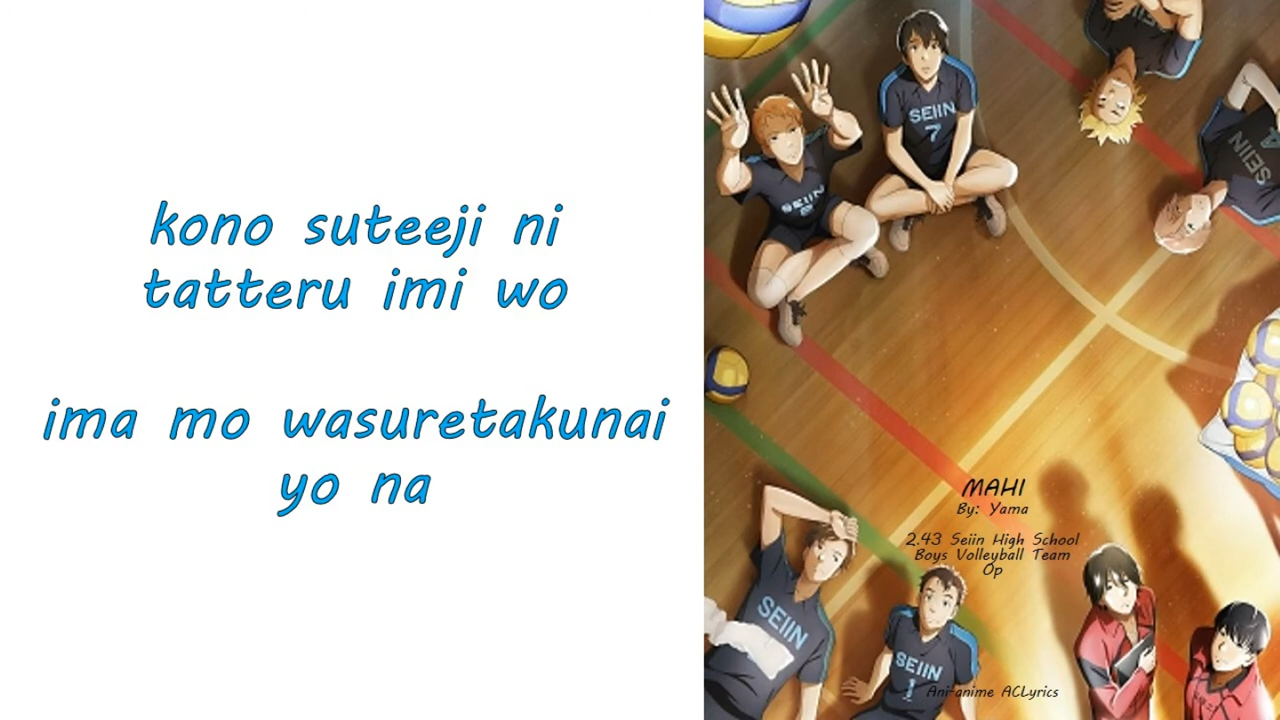 kono suteeji ni
tatteru imi wo
ima mo wasuretakunai
yo na
SEIIN
7
SEIIN
SEIIN
MAHI
By: Yama
2.43 Seiin High School
Boys Volleyball Team
Op
SEIIN
SEIIN
1
Ani-anime ACLyrics